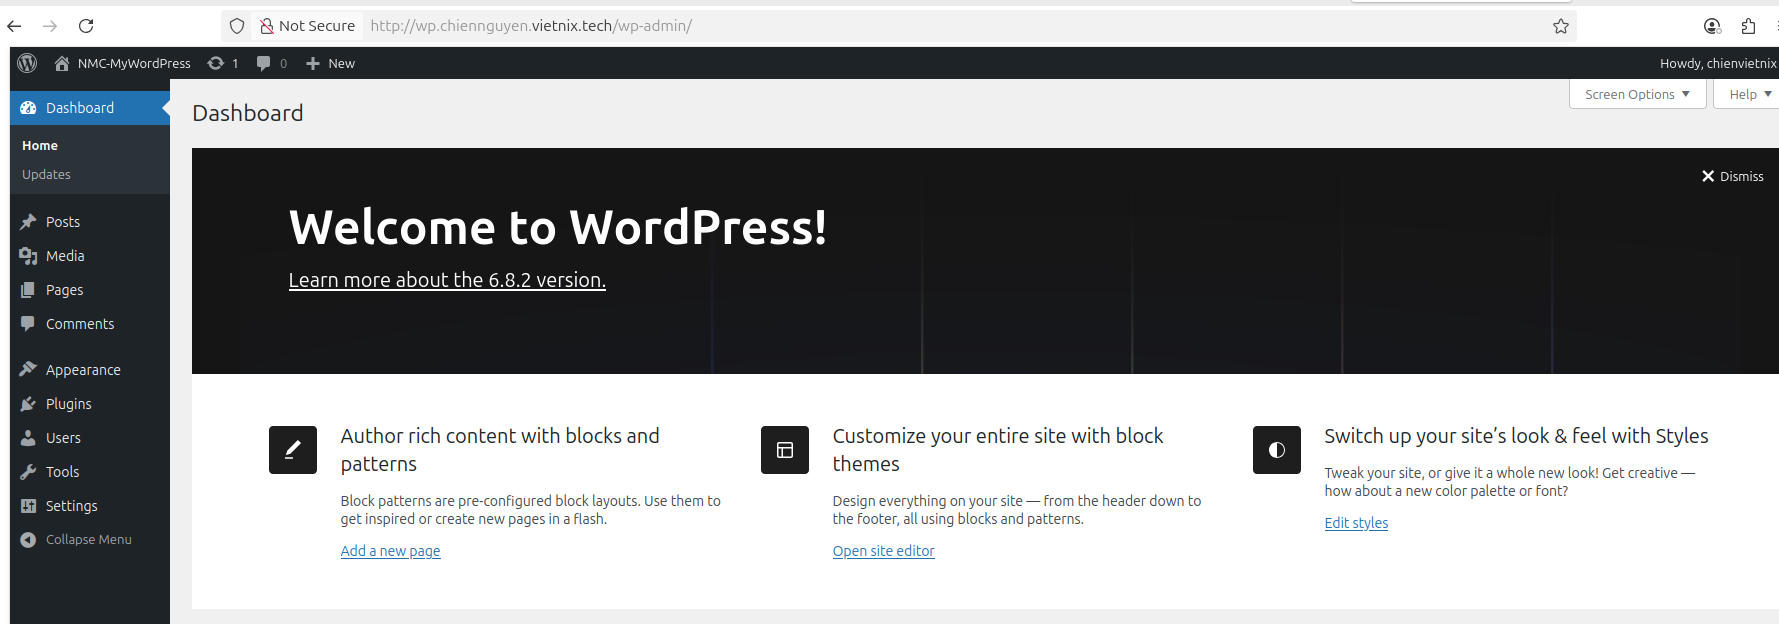 Not Secure http://wp.chiennguyen.vietnix.tech/wp-admin/
NMC-MyWordPress 1 0 New Howdy, chienvietnix
Screen Options Help
Dashboard
Home
Updates
Posts
Media
Pages
Comments
Appearance
Plugins
Users
Tools
Settings
Collapse Menu
Dashboard
Dismiss
Welcome to WordPress!
Learn more about the 6.8.2 version.
Author rich content with blocks and
patterns
Block patterns are pre-configured block layouts. Use them to
get inspired or create new pages in a flash.
Add a new page
Customize your entire site with block
themes
Design everything on your site — from the header down to
the footer, all using blocks and patterns.
Open site editor
Switch up your site’s look & feel with Styles
Tweak your site, or give it a whole new look! Get creative —
how about a new color palette or font?
Edit styles